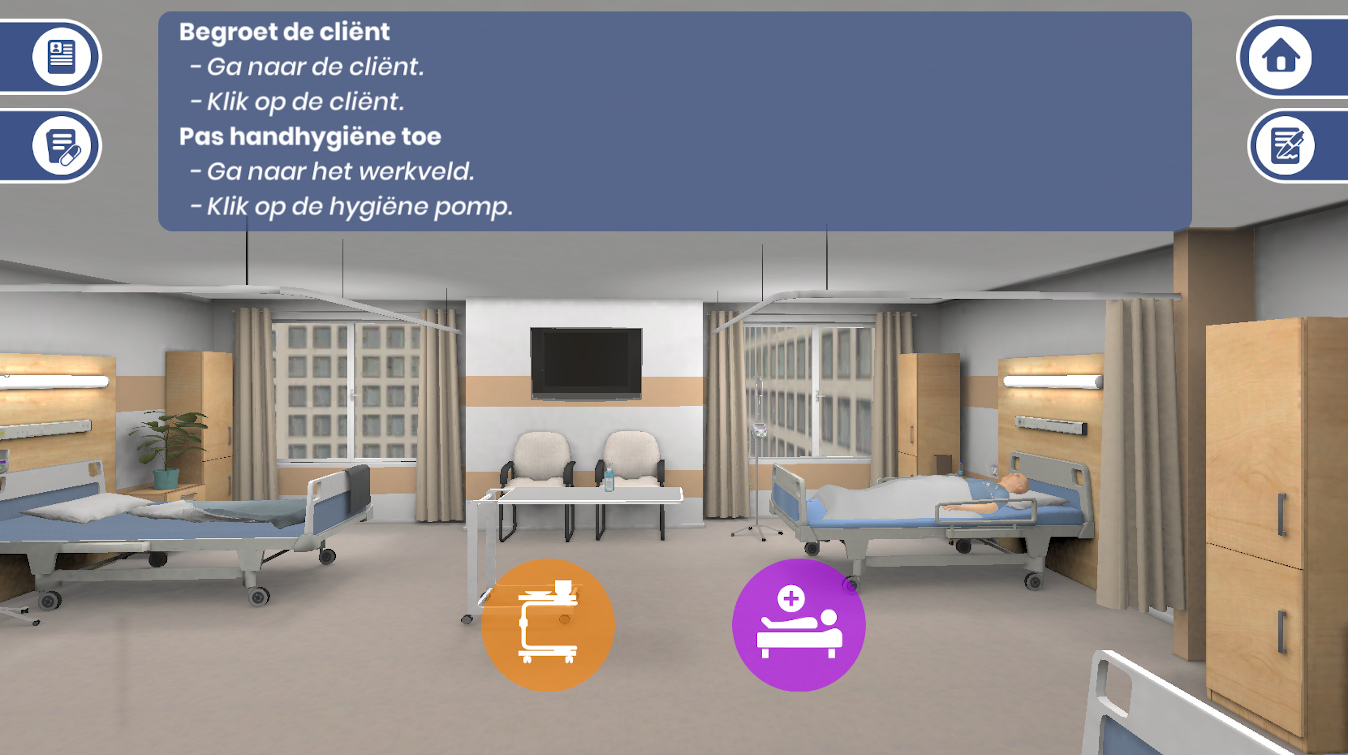 Begroet de cliënt
- Ga naar de cliënt.
- Klik op de cliënt.
Pas handhygiëne toe
- Ga naar het werkveld.
- Klik op de hygiëne pomp.